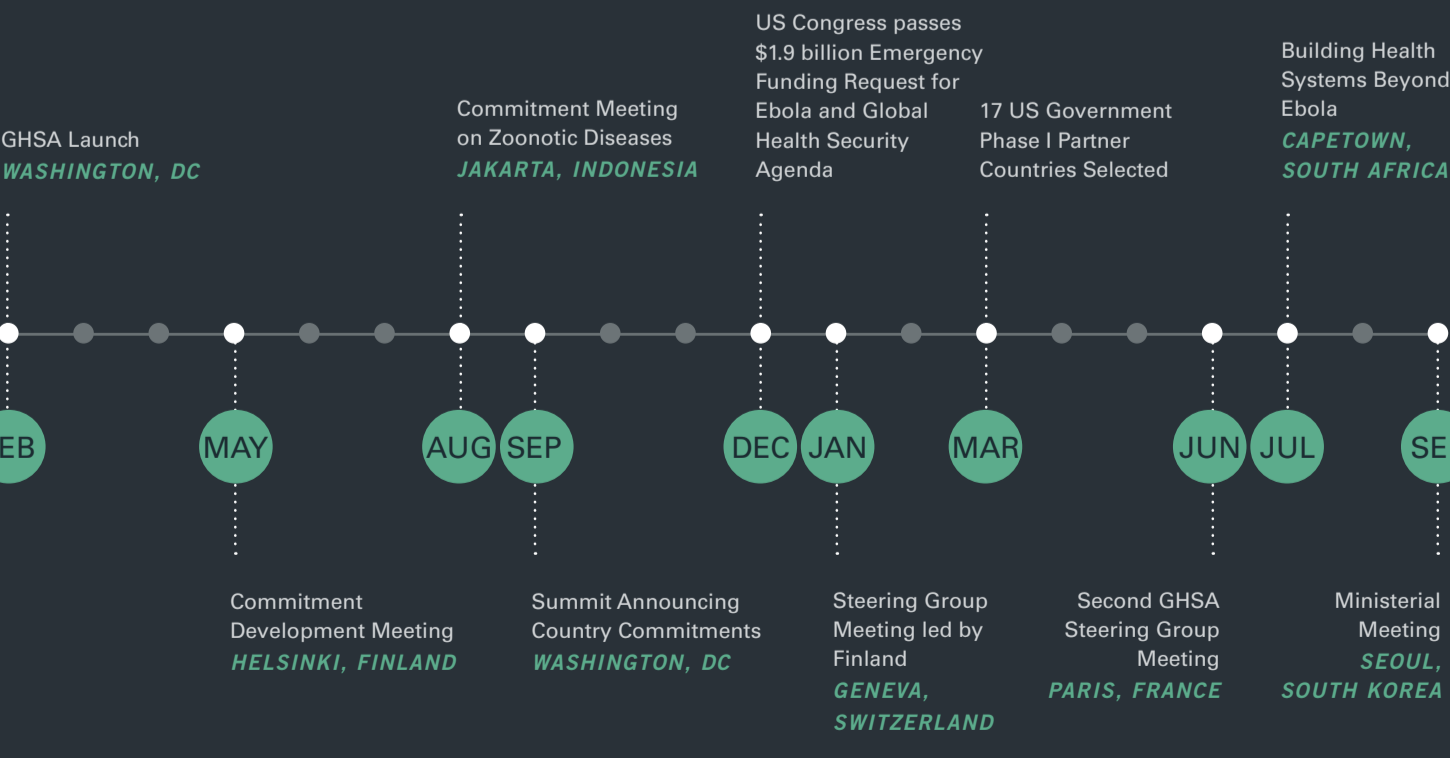 GHSA Launch
WASHINGTON, DC
Commitment Meeting
on Zoonotic Diseases
JAKARTA, INDONESIA
US Congress passes
$1.9 billion Emergency
Funding Request for
Ebola and Global
Health Security
Agenda
17 US Government
Phase I Partner
Countries Selected
Building Health
Systems Beyond
Ebola
CAPETOWN,
SOUTH AFRICA
EB
MAY
AUG
SEP
DEC
JAN
MAR
JUN
JUL
SE
Commitment
Development Meeting
HELSINKI, FINLAND
Summit Announcing
Country Commitments
WASHINGTON, DC
Steering Group
Meeting led by
Finland
GENEVA,
SWITZERLAND
Second GHSA
Steering Group
Meeting
PARIS, FRANCE
Ministerial
Meeting
SEOUL,
SOUTH KOREA